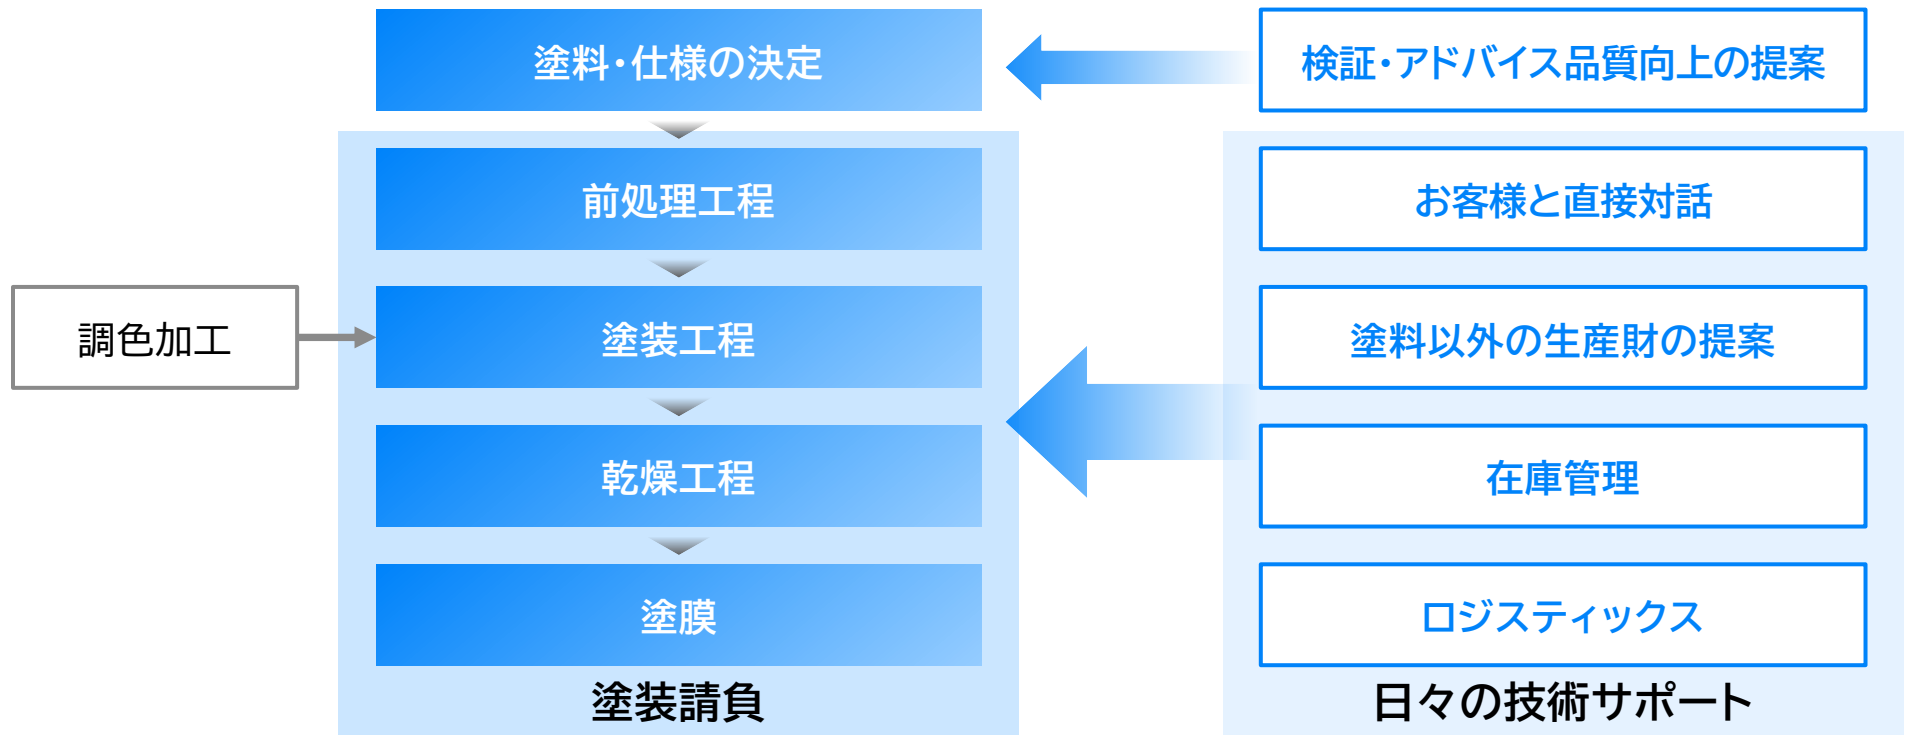 塗料・仕様の決定
検証・アドバイス品質向上の提案
前処理工程
お客様と直接対話
調色加工
塗装工程
塗料以外の生産財の提案
乾燥工程
在庫管理
塗膜
ロジスティックス
塗装請負
日々の技術サポート